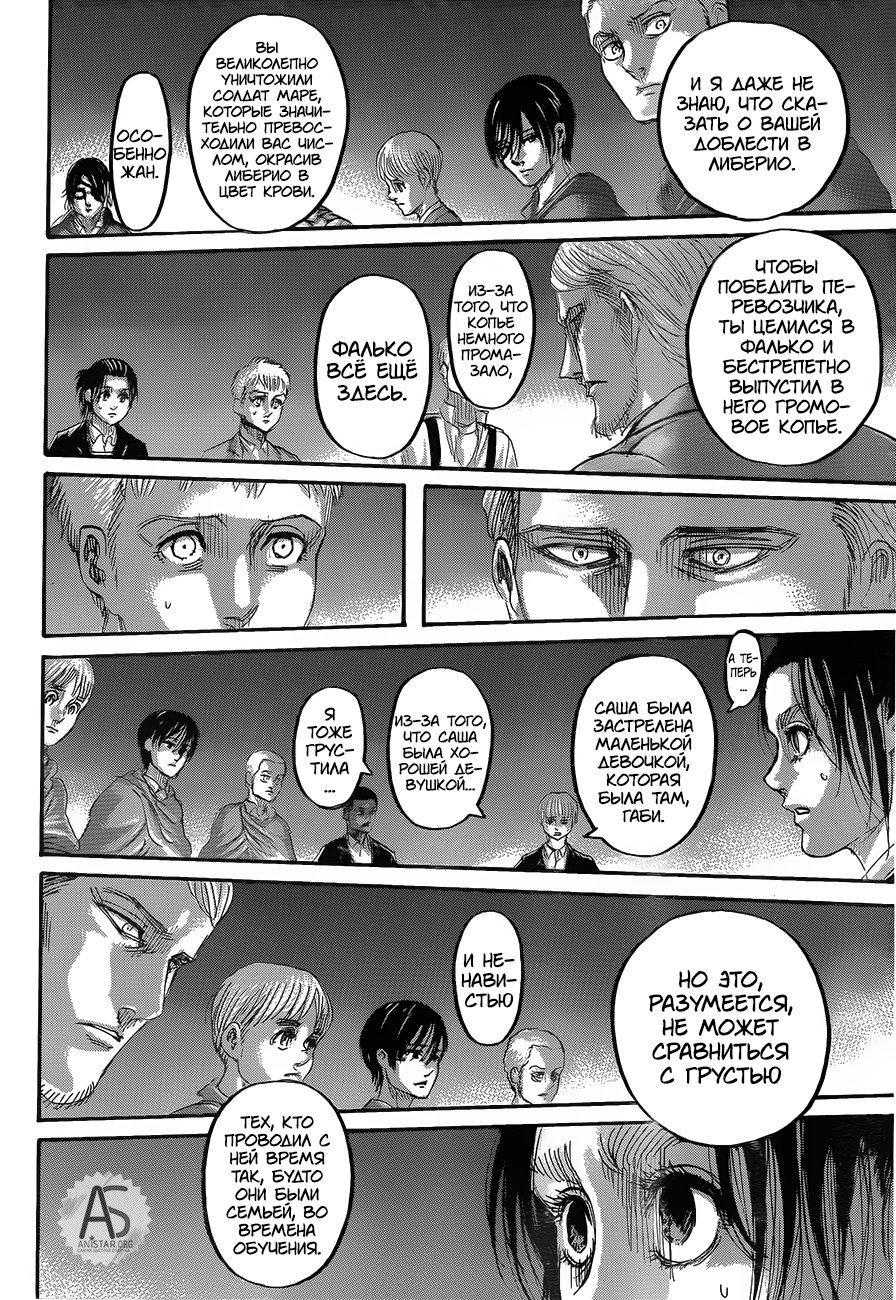 И Я ДАЖЕ НЕ
ЗНАЮ, ЧТО СКА-
ЗАТЬ О ВАШЕЙ
ДОБЛЕСТИ В
ЛИБЕРИО.
ВЫ
ВЕЛИКОЛЕПНО
УНИЧТОЖИЛИ
СОЛДАТ МАРЕ,
КОТОРЫЕ ЗНАЧИ-
ТЕЛЬНО ПРЕВОС-
ХОДИЛИ ВАС ЧИС-
ЛОМ, ОКРАСИВ
ЛИБЕРИО В
ЦВЕТ КРОВИ.
ОСО-
БЕННО
ЖАН.
ЧТОБЫ
ПОБЕДИТЬ ПЕ-
РЕВОЗЧИКА,
ТЫ ЦЕЛИЛСЯ В
ФАЛЬКО И
БЕСТРЕПЕТНО
ВЫПУСТИЛ В
НЕГО ГРОМО-
ВОЕ КОПЬЕ.
ИЗ-ЗА
ТОГО, ЧТО
КОПЬЕ
НЕМНОГО
ПРОМА-
ЗАЛО,
ФАЛЬКО
ВСЁ ЕЩЁ
ЗДЕСЬ.
А ТЕ-
ПЕРЬ
...
САША БЫЛА
ЗАСТРЕЛЕНА
МАЛЕНЬКОЙ
ДЕВОЧКОЙ,
КОТОРАЯ
БЫЛА ТАМ,
ГАБИ.
ИЗ-ЗА ТОГО,
ЧТО САША
БЫЛА ХО-
РОШЕЙ ДЕ-
ВУШКОЙ...
Я
ТОЖЕ
ГРУС-
ТИЛА
...
НО ЭТО,
РАЗУМЕЕТСЯ,
НЕ МОЖЕТ
СРАВНИТЬСЯ
С ГРУСТЬЮ
И НЕ-
НАВИ-
СТЬЮ
ТЕХ, КТО
ПРОВОДИЛ С
НЕЙ ВРЕМЯ
ТАК, БУДТО
ОНИ БЫЛИ
СЕМЬЕЙ, ВО
ВРЕМЕНА
ОБУЧЕНИЯ.
AS
ANISTAR.ORG